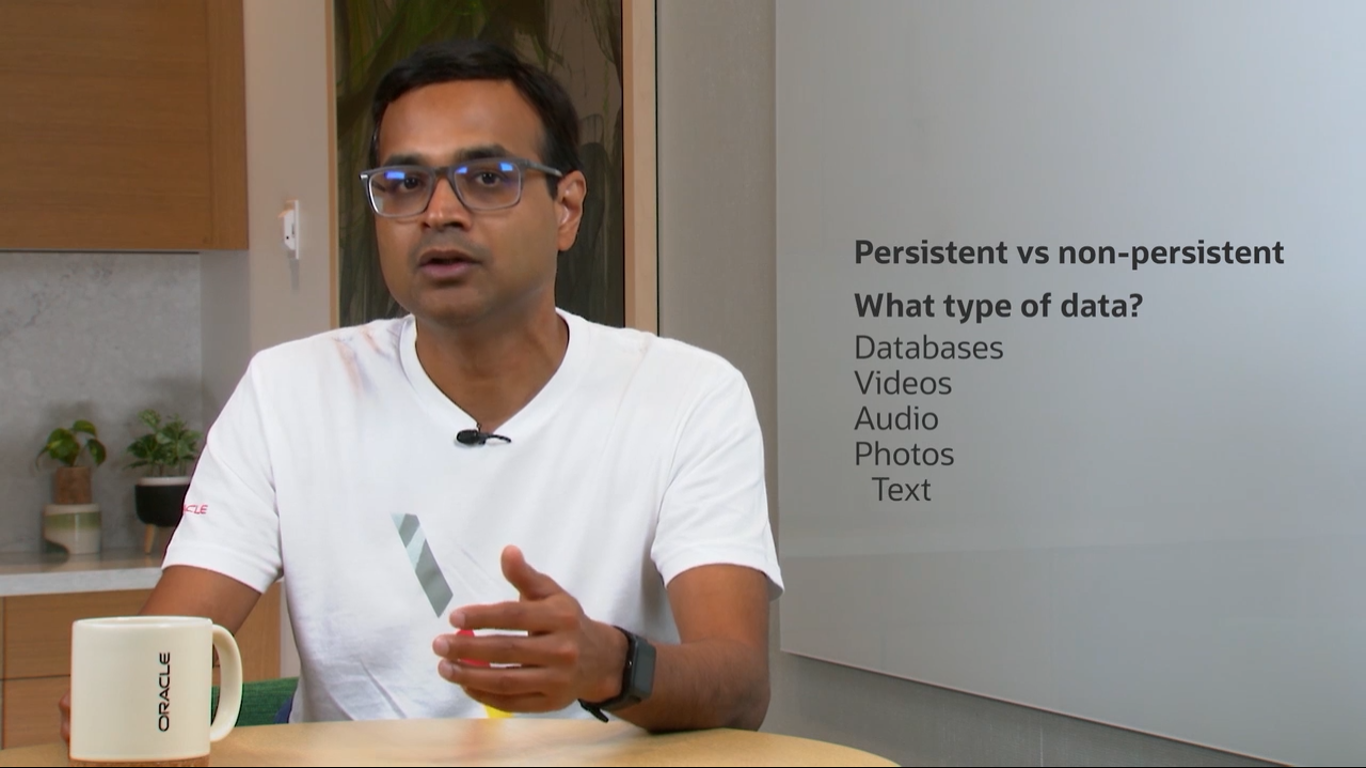 Persistent vs non-persistent
What type of data?
Databases
Videos
Audio
Photos
Text
ORACLE